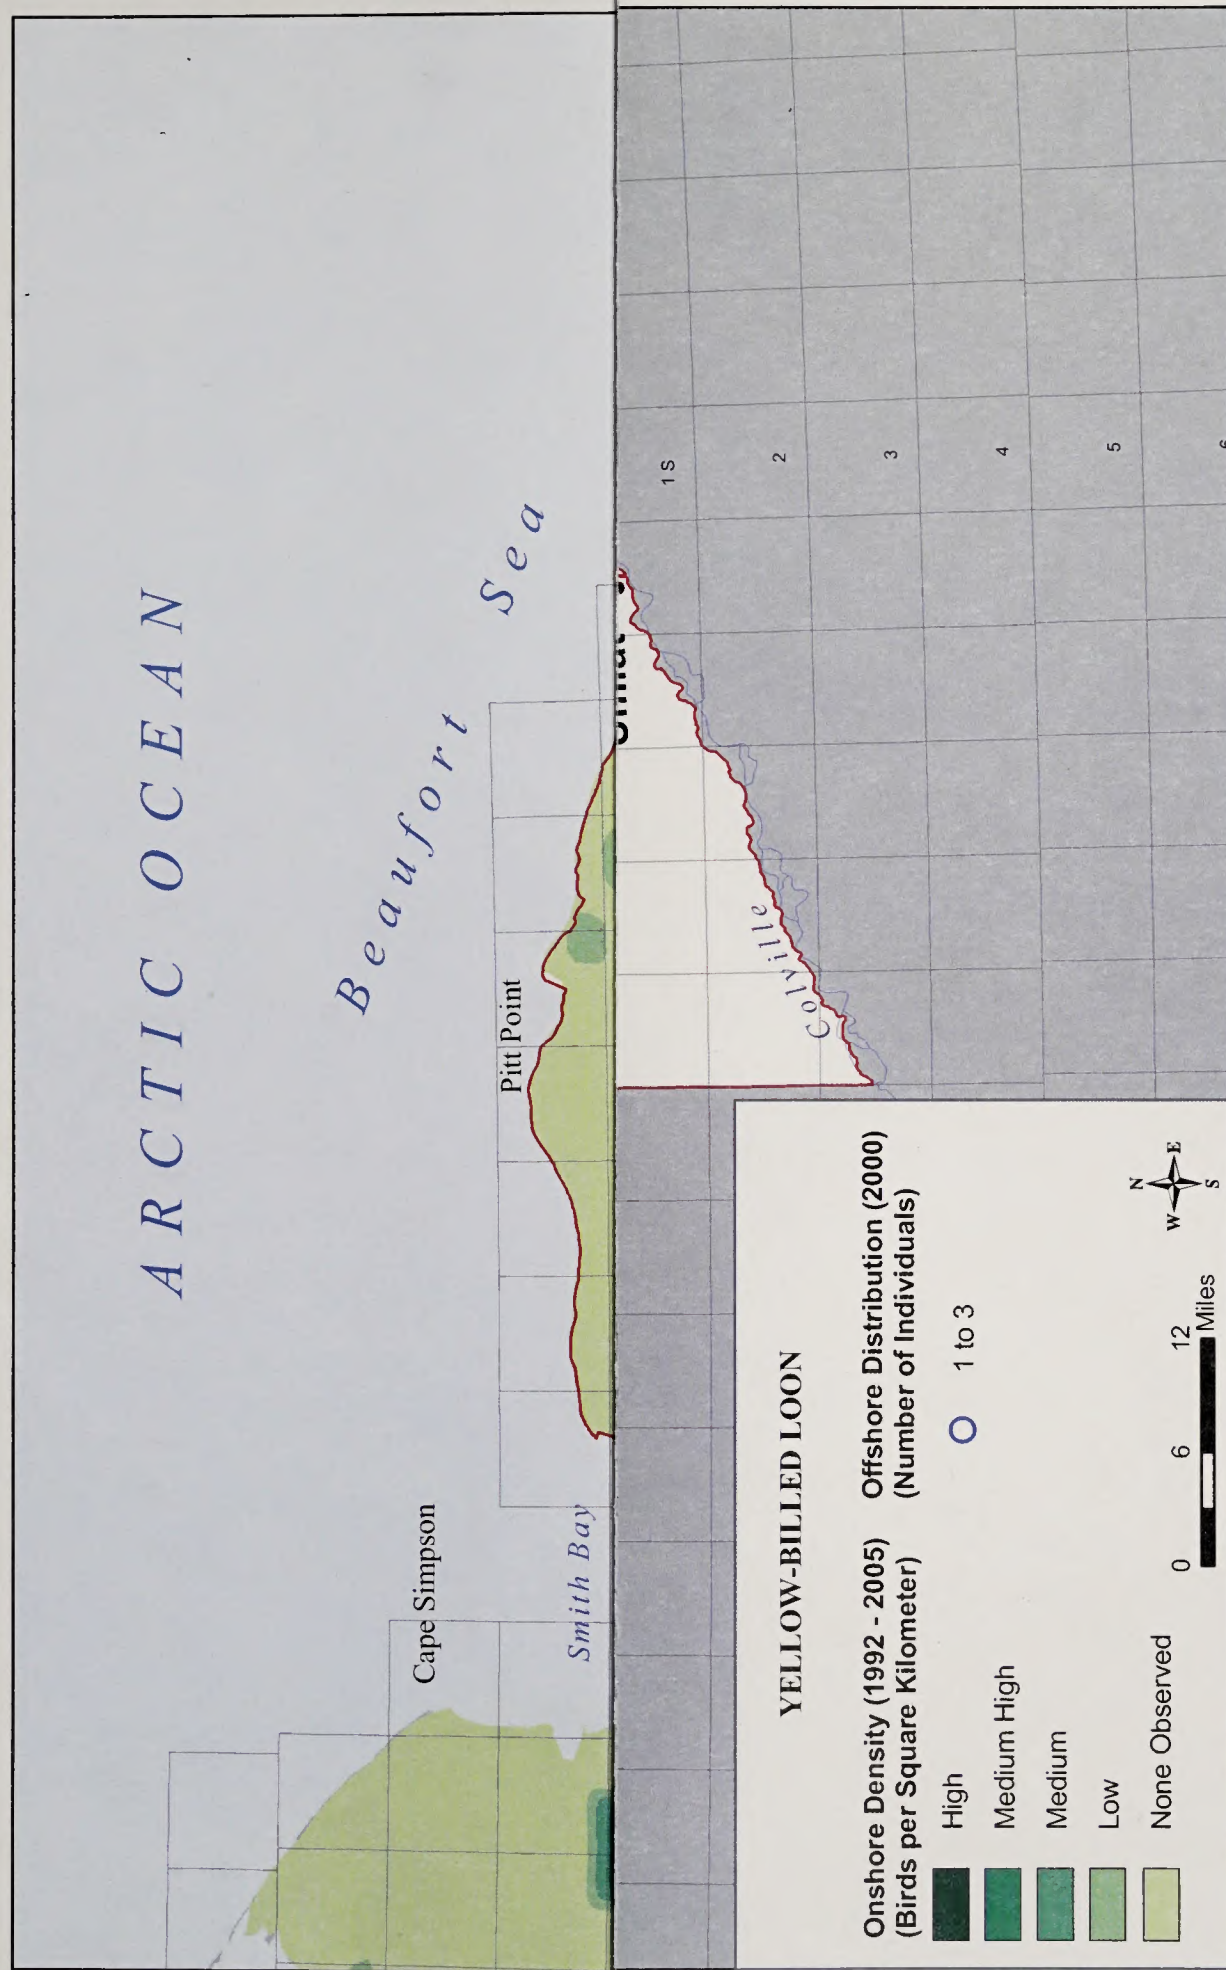 ARCTIC OCEAN
Beaufort Sea
Cape Simpson
Pitt Point
Smith Bay
1 S
2
3
4
5
6
Colville
YELLOW-BILLED LOON
Onshore Density (1992 - 2005)
(Birds per Square Kilometer)
High
Medium High
Medium
Low
None Observed
Offshore Distribution (2000)
(Number of Individuals)
1 to 3
0 6 12
Miles
N
W E
S